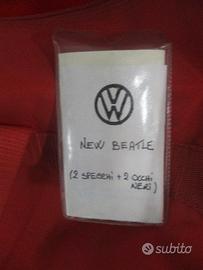 NEW BEATLE
(2 SPECCHI + 2 OCCHI
NERI)
subito